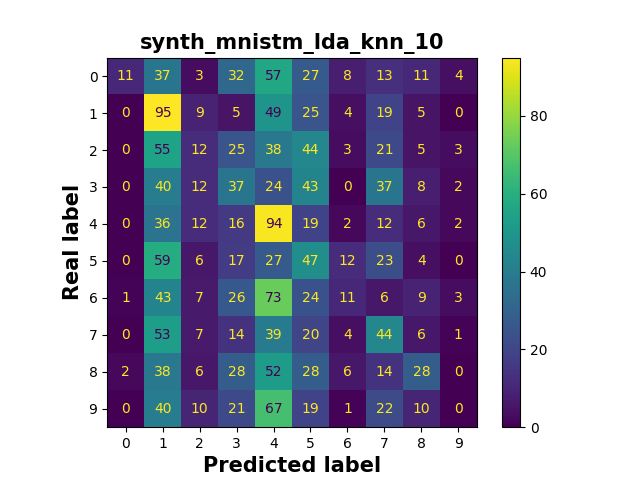 synth_mnistm_lda_knn_10
0 11 37 3 32 57 27 8 13 11 4
1 0 95 9 5 49 25 4 19 5 0
2 0 55 12 25 38 44 3 21 5 3
3 0 40 12 37 24 43 0 37 8 2
4 0 36 12 16 94 19 2 12 6 2
5 0 59 6 17 27 47 12 23 4 0
6 1 43 7 26 73 24 11 6 9 3
7 0 53 7 14 39 20 4 44 6 1
8 2 38 6 28 52 28 6 14 28 0
9 0 40 10 21 67 19 1 22 10 0
0 1 2 3 4 5 6 7 8 9
Predicted label
Real label
80
60
40
20
0